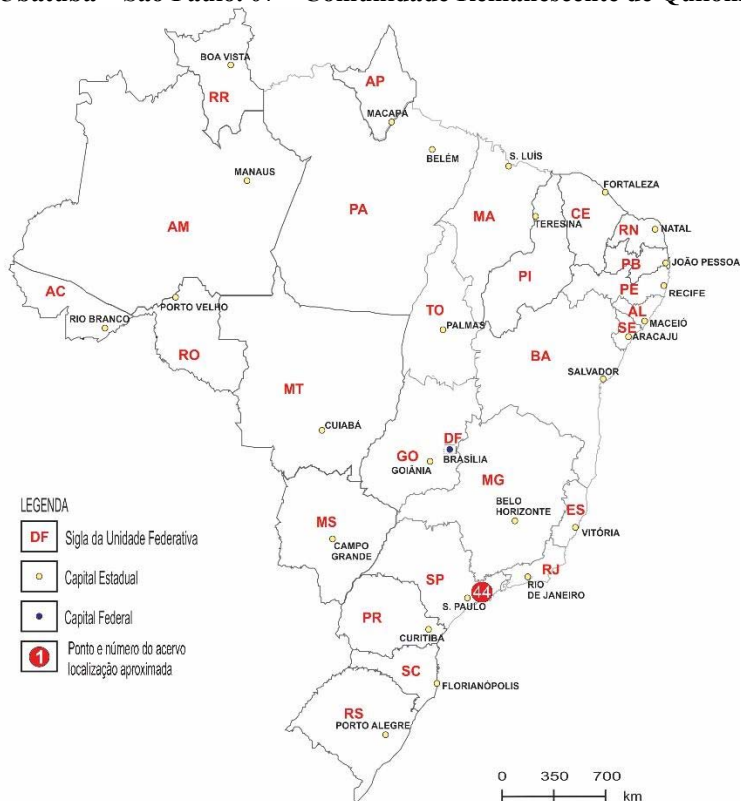 Ubatuba – São Paulo. 07 – Comunidade Remanescente de
BOA VISTA
RR
AP
MACAPÁ
BELÉM
S. LUÍS
MANAUS
FORTALEZA
PA
MA
CE
TERESINA
RN
NATAL
AM
PB
JOÃO PESSOA
PI
PE
RECIFE
AC
PORTO VELHO
TO
AL
MACEIÓ
RIO BRANCO
PALMAS
SE
ARACAJU
RO
BA
MT
SALVADOR
CUIABÁ
DF
GO
BRASÍLIA
GOIÂNIA
MG
LEGENDA
BELO
HORIZONTE
ES
DF Sigla da Unidade Federativa
MS
VITÓRIA
CAMPO
GRANDE
Capital Estadual
SP
RJ
44
RIO
DE JANEIRO
S. PAULO
Capital Federal
PR
CURITIBA
1 Ponto e número do acervo
localização aproximada
SC
FLORIANÓPOLIS
RS
PORTO ALEGRE
0 350 700
km